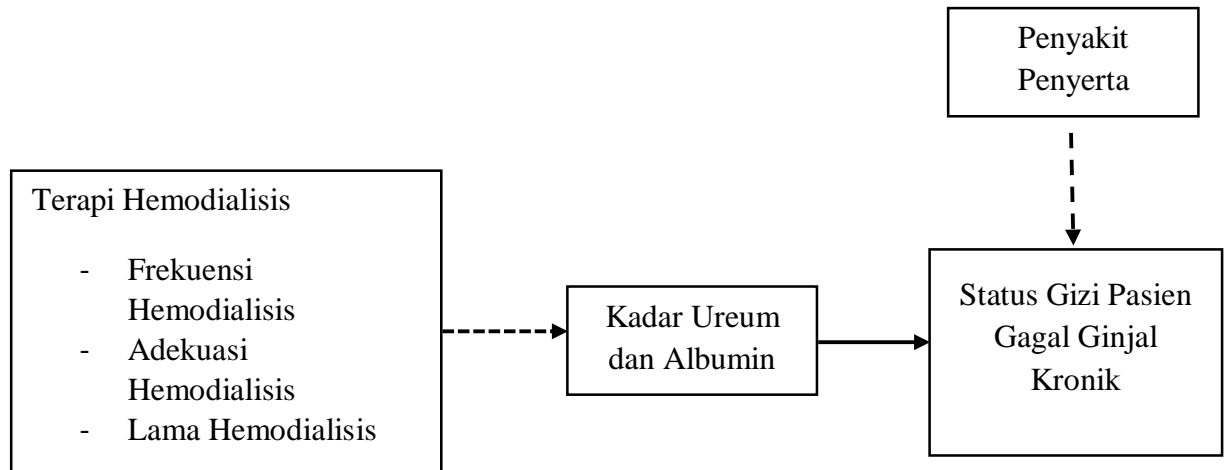 Penyakit
Penyerta
Terapi Hemodialisis
- Frekuensi
Hemodialisis
- Adekuasi
Hemodialisis
- Lama Hemodialisis
Kadar Ureum
dan Albumin
Status Gizi Pasien
Gagal Ginjal
Kronik